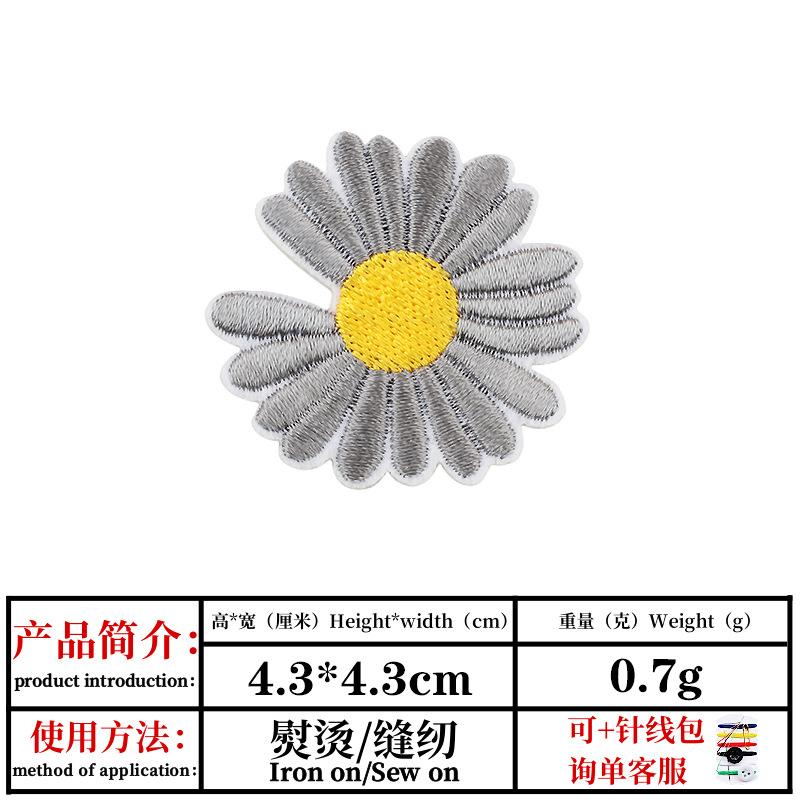 产品简介：
product introduction：
高*宽（厘米）Height*width（cm）
重量（克）Weight（g）
4.3*4.3cm
0.7g
使用方法：
method of application：
熨烫/缝纫
Iron on/Sew on
可+针线包
询单客服